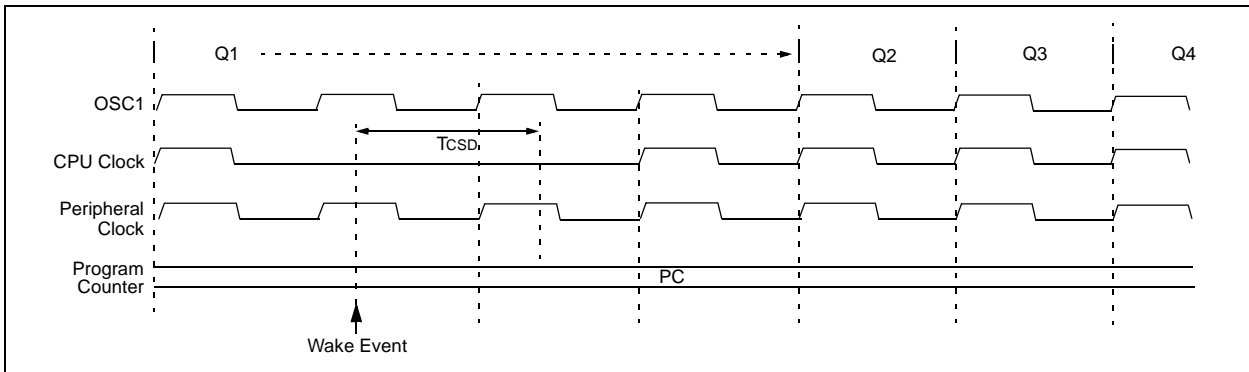 Q1 Q2 Q3 Q4
OSC1
TCSD
CPU Clock
Peripheral
Clock
Program
Counter
PC
Wake Event